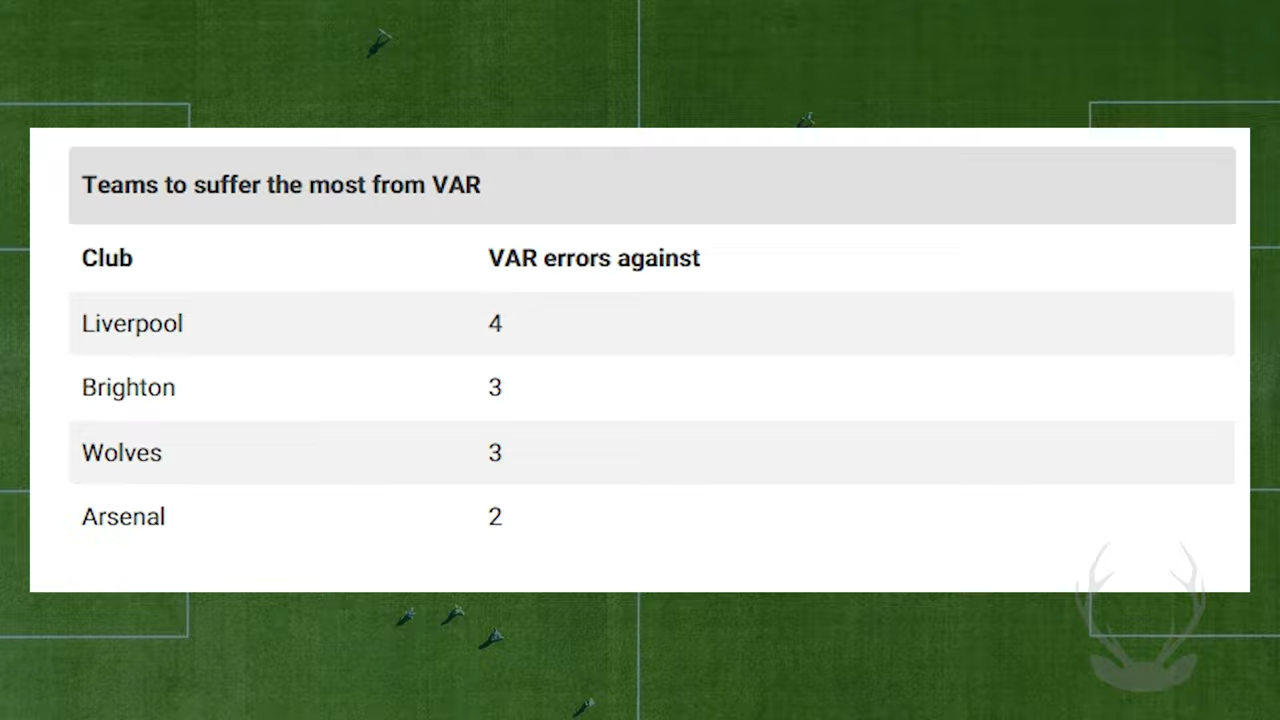 Teams to suffer the most from VAR
Club VAR errors against
Liverpool 4
Brighton 3
Wolves 3
Arsenal 2